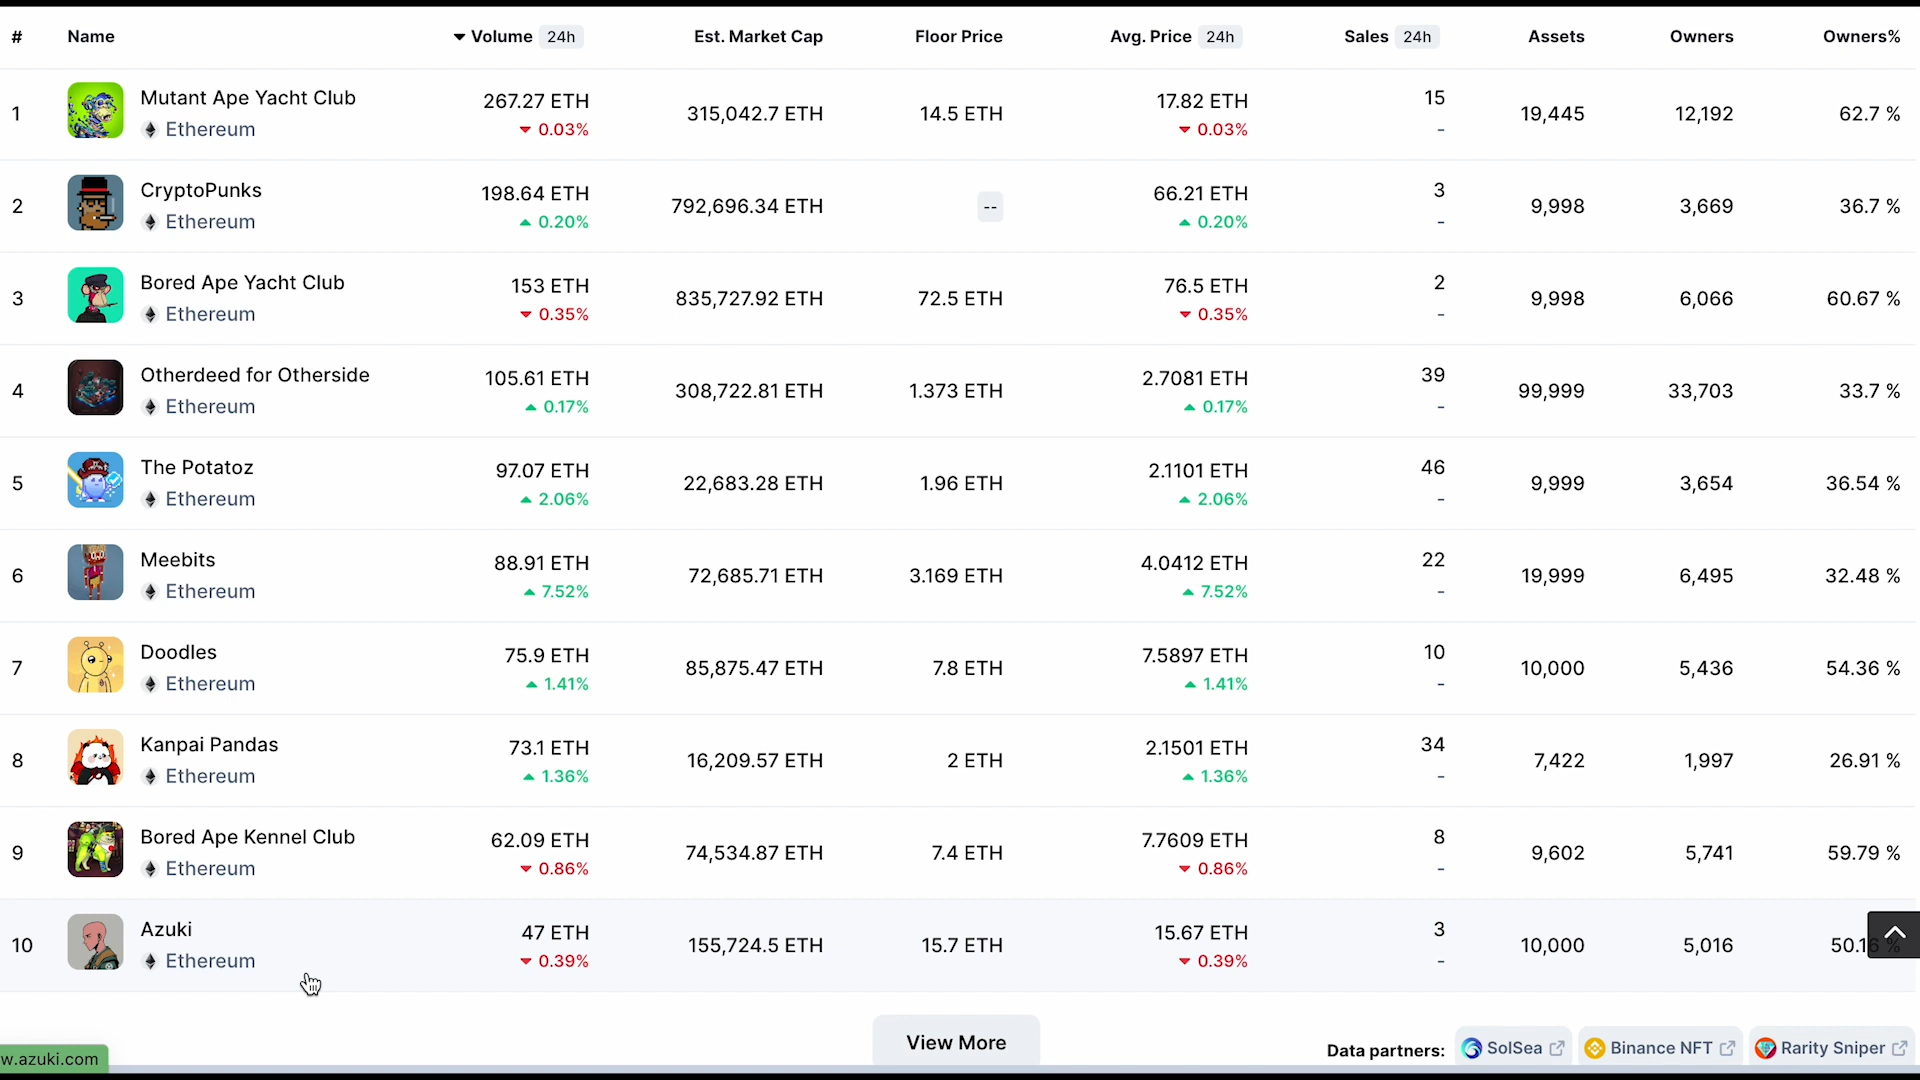 # Name Volume 24h Est. Market Cap Floor Price Avg. Price 24h Sales 24h Assets Owners Owners%
1 Mutant Ape Yacht Club 267.27 ETH 315,042.7 ETH 14.5 ETH 17.82 ETH 15 19,445 12,192 62.7 %
Ethereum 0.03% 0.03% -
2 CryptoPunks 198.64 ETH 792,696.34 ETH -- 66.21 ETH 3 9,998 3,669 36.7 %
Ethereum 0.20% 0.20% -
3 Bored Ape Yacht Club 153 ETH 835,727.92 ETH 72.5 ETH 76.5 ETH 2 9,998 6,066 60.67 %
Ethereum 0.35% 0.35% -
4 Otherdeed for Otherside 105.61 ETH 308,722.81 ETH 1.373 ETH 2.7081 ETH 39 99,999 33,703 33.7 %
Ethereum 0.17% 0.17% -
5 The Potatoz 97.07 ETH 22,683.28 ETH 1.96 ETH 2.1101 ETH 46 9,999 3,654 36.54 %
Ethereum 2.06% 2.06% -
6 Meebits 88.91 ETH 72,685.71 ETH 3.169 ETH 4.0412 ETH 22 19,999 6,495 32.48 %
Ethereum 7.52% 7.52% -
7 Doodles 75.9 ETH 85,875.47 ETH 7.8 ETH 7.5897 ETH 10 10,000 5,436 54.36 %
Ethereum 1.41% 1.41% -
8 Kanpai Pandas 73.1 ETH 16,209.57 ETH 2 ETH 2.1501 ETH 34 7,422 1,997 26.91 %
Ethereum 1.36% 1.36% -
9 Bored Ape Kennel Club 62.09 ETH 74,534.87 ETH 7.4 ETH 7.7609 ETH 8 9,602 5,741 59.79 %
Ethereum 0.86% 0.86% -
10 Azuki 47 ETH 155,724.5 ETH 15.7 ETH 15.67 ETH 3 10,000 5,016 50.16 %
Ethereum 0.39% 0.39% -
View More
Data partners: SolSea Binance NFT Rarity Sniper
w.azuki.com